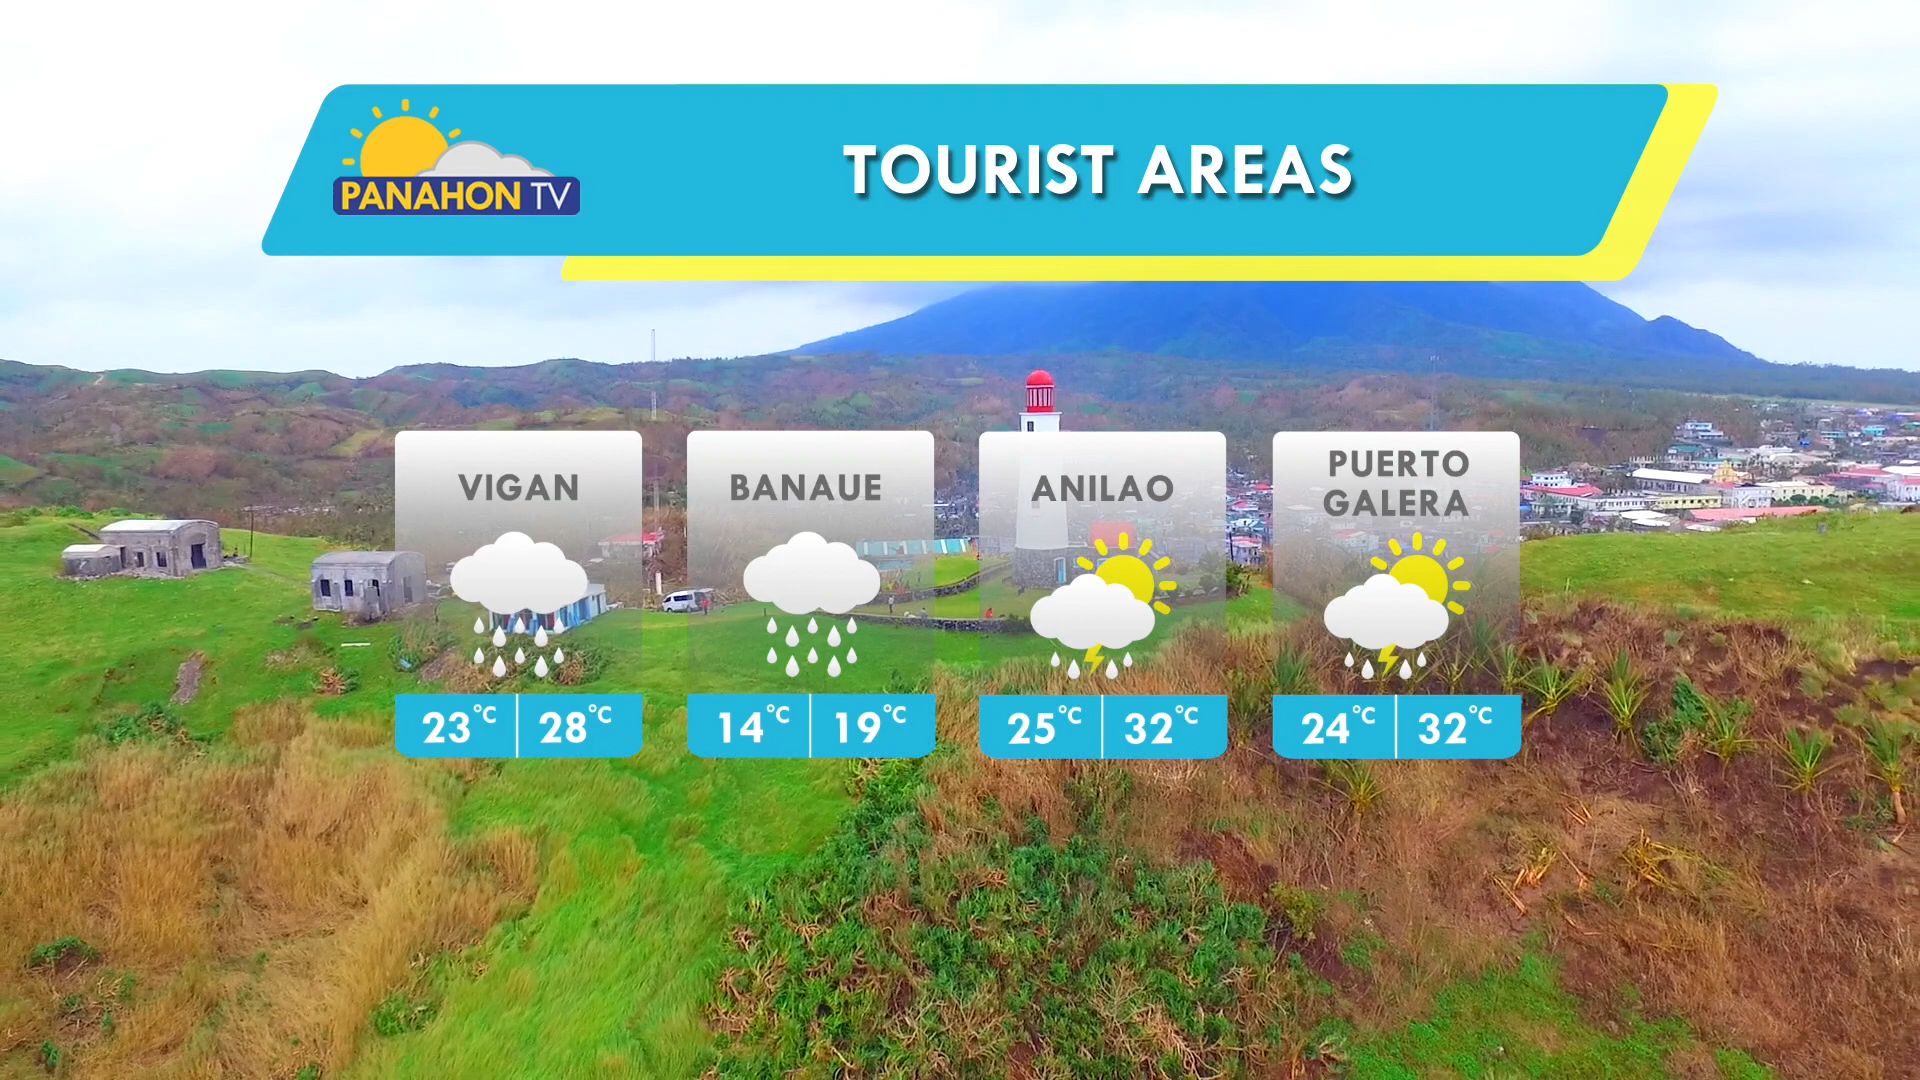 PANAHON TV
TOURIST AREAS
VIGAN
23°C 28°C
BANAUE
14°C 19°C
ANILAO
25°C 32°C
PUERTO
GALERA
24°C 32°C